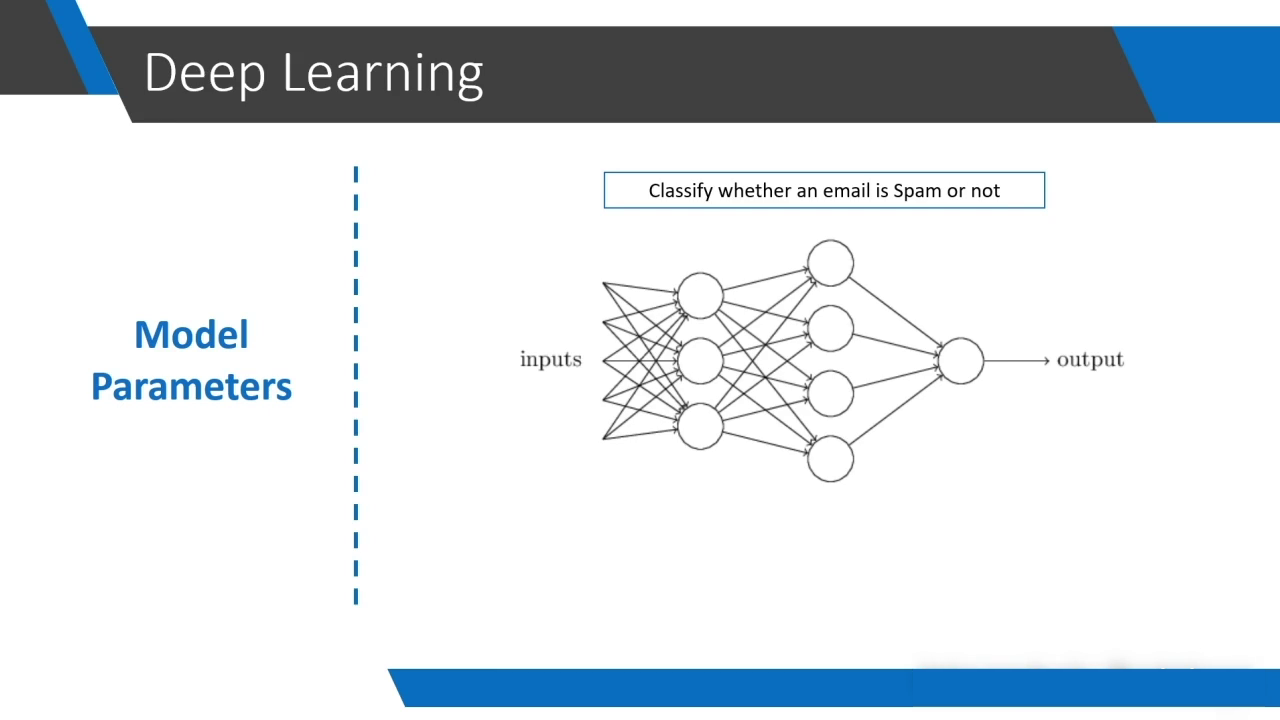 Deep Learning
Classify whether an email is Spam or not
Model
Parameters
inputs
output